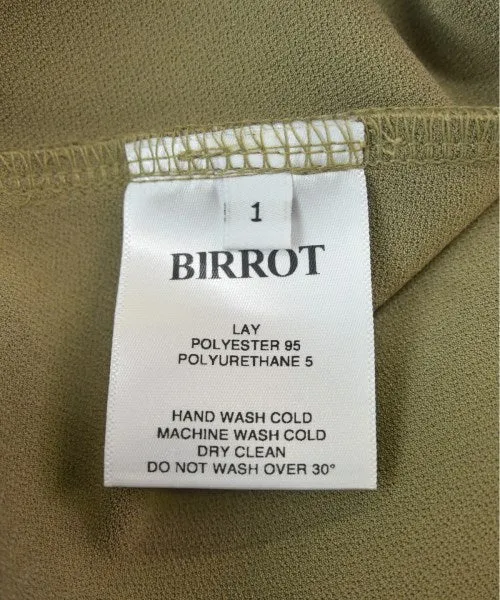 1
BIRROT
LAY
POLYESTER 95
POLYURETHANE 5
HAND WASH COLD
MACHINE WASH COLD
DRY CLEAN
DO NOT WASH OVER 30°